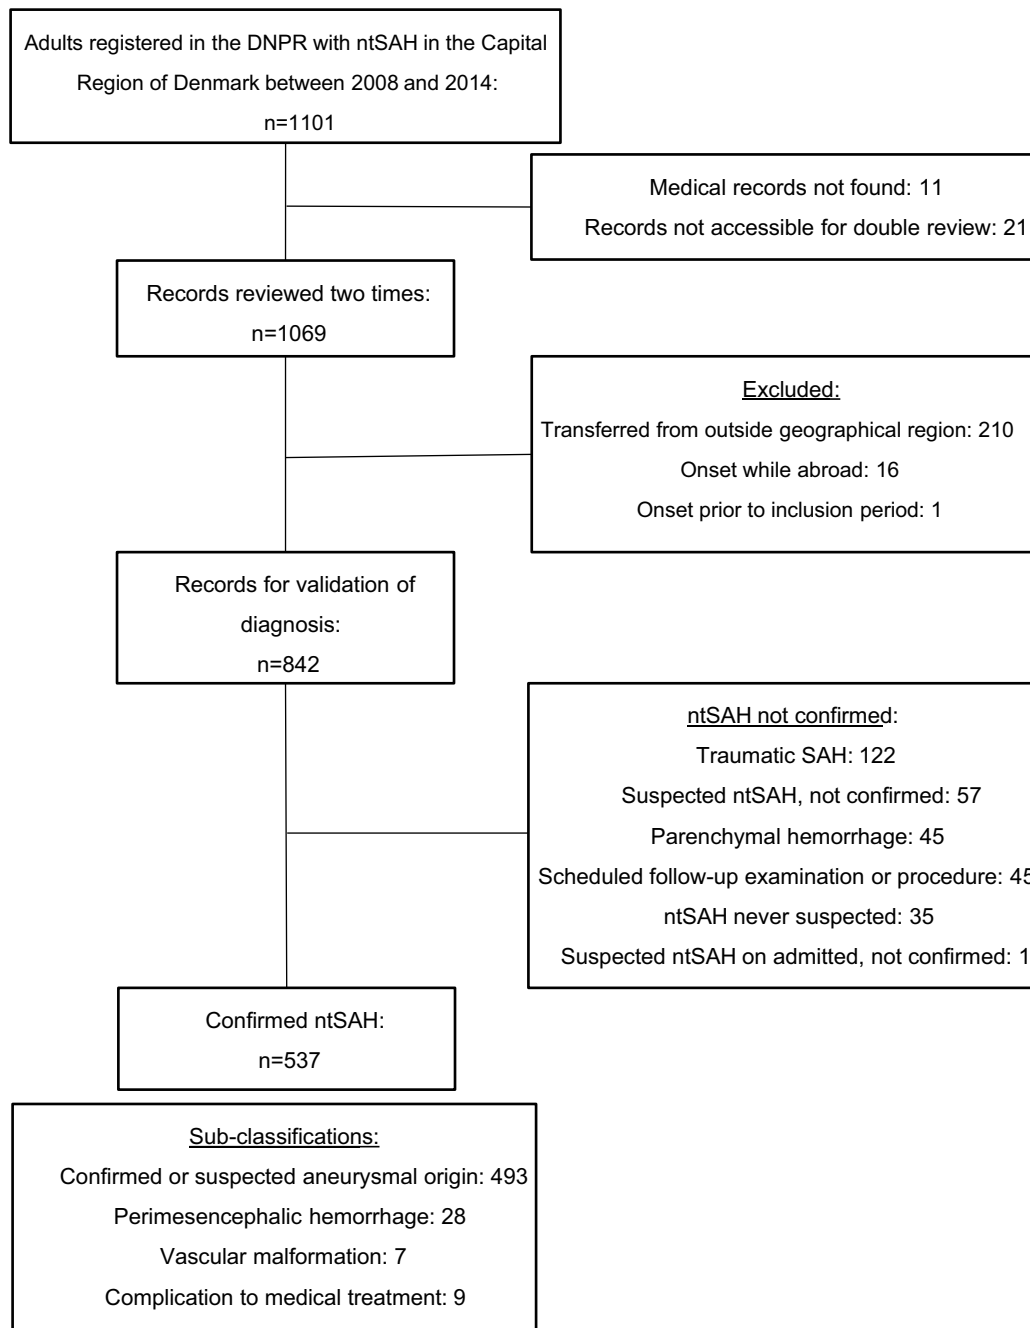 Adults registered in the DNPR with ntSAH in the Capital
Region of Denmark between 2008 and 2014:
n=1101
Medical records not found: 11
Records not accessible for double review: 21
Records reviewed two times:
n=1069
Excluded:
Transferred from outside geographical region: 210
Onset while abroad: 16
Onset prior to inclusion period: 1
Records for validation of
diagnosis:
n=842
ntSAH not confirmed:
Traumatic SAH: 122
Suspected ntSAH, not confirmed: 57
Parenchymal hemorrhage: 45
Scheduled follow-up examination or procedure: 45
ntSAH never suspected: 35
Suspected ntSAH on admitted, not confirmed: 1
Confirmed ntSAH:
n=537
Sub-classifications:
Confirmed or suspected aneurysmal origin: 493
Perimesencephalic hemorrhage: 28
Vascular malformation: 7
Complication to medical treatment: 9